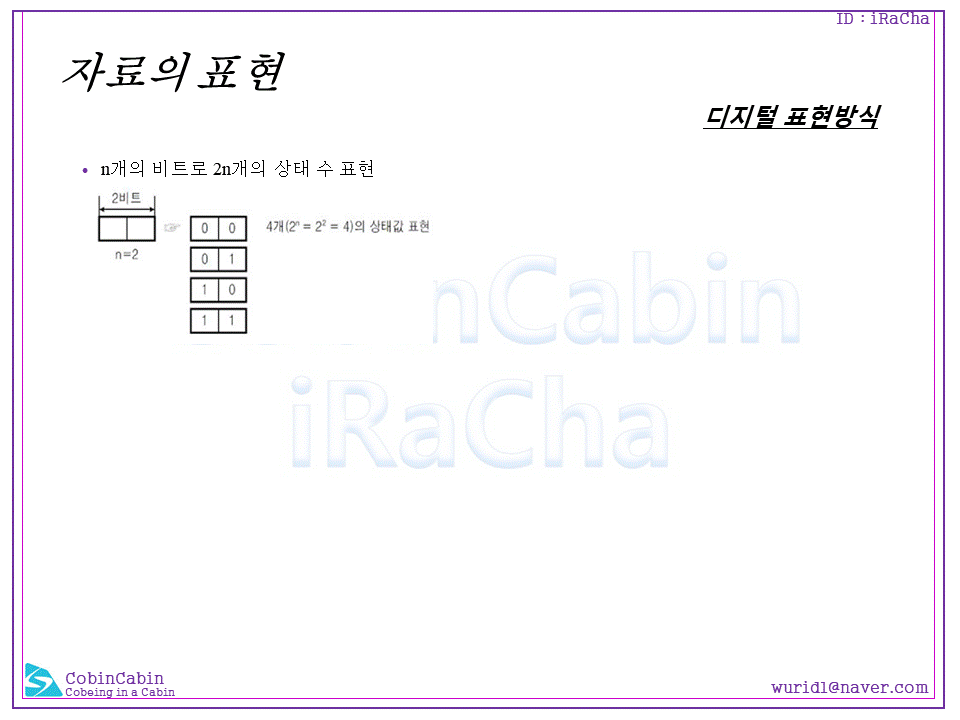 ID : iRaCha
자료의 표현
디지털 표현방식
• n개의 비트로 2n개의 상태 수 표현
2비트
☞ 0 0 4개(2ⁿ = 2² = 4)의 상태값 표현
n=2
0 1
1 0
1 1
nCabin
iRaCha
CobinCabin
Cobeing in a Cabin
wurid1@naver.com